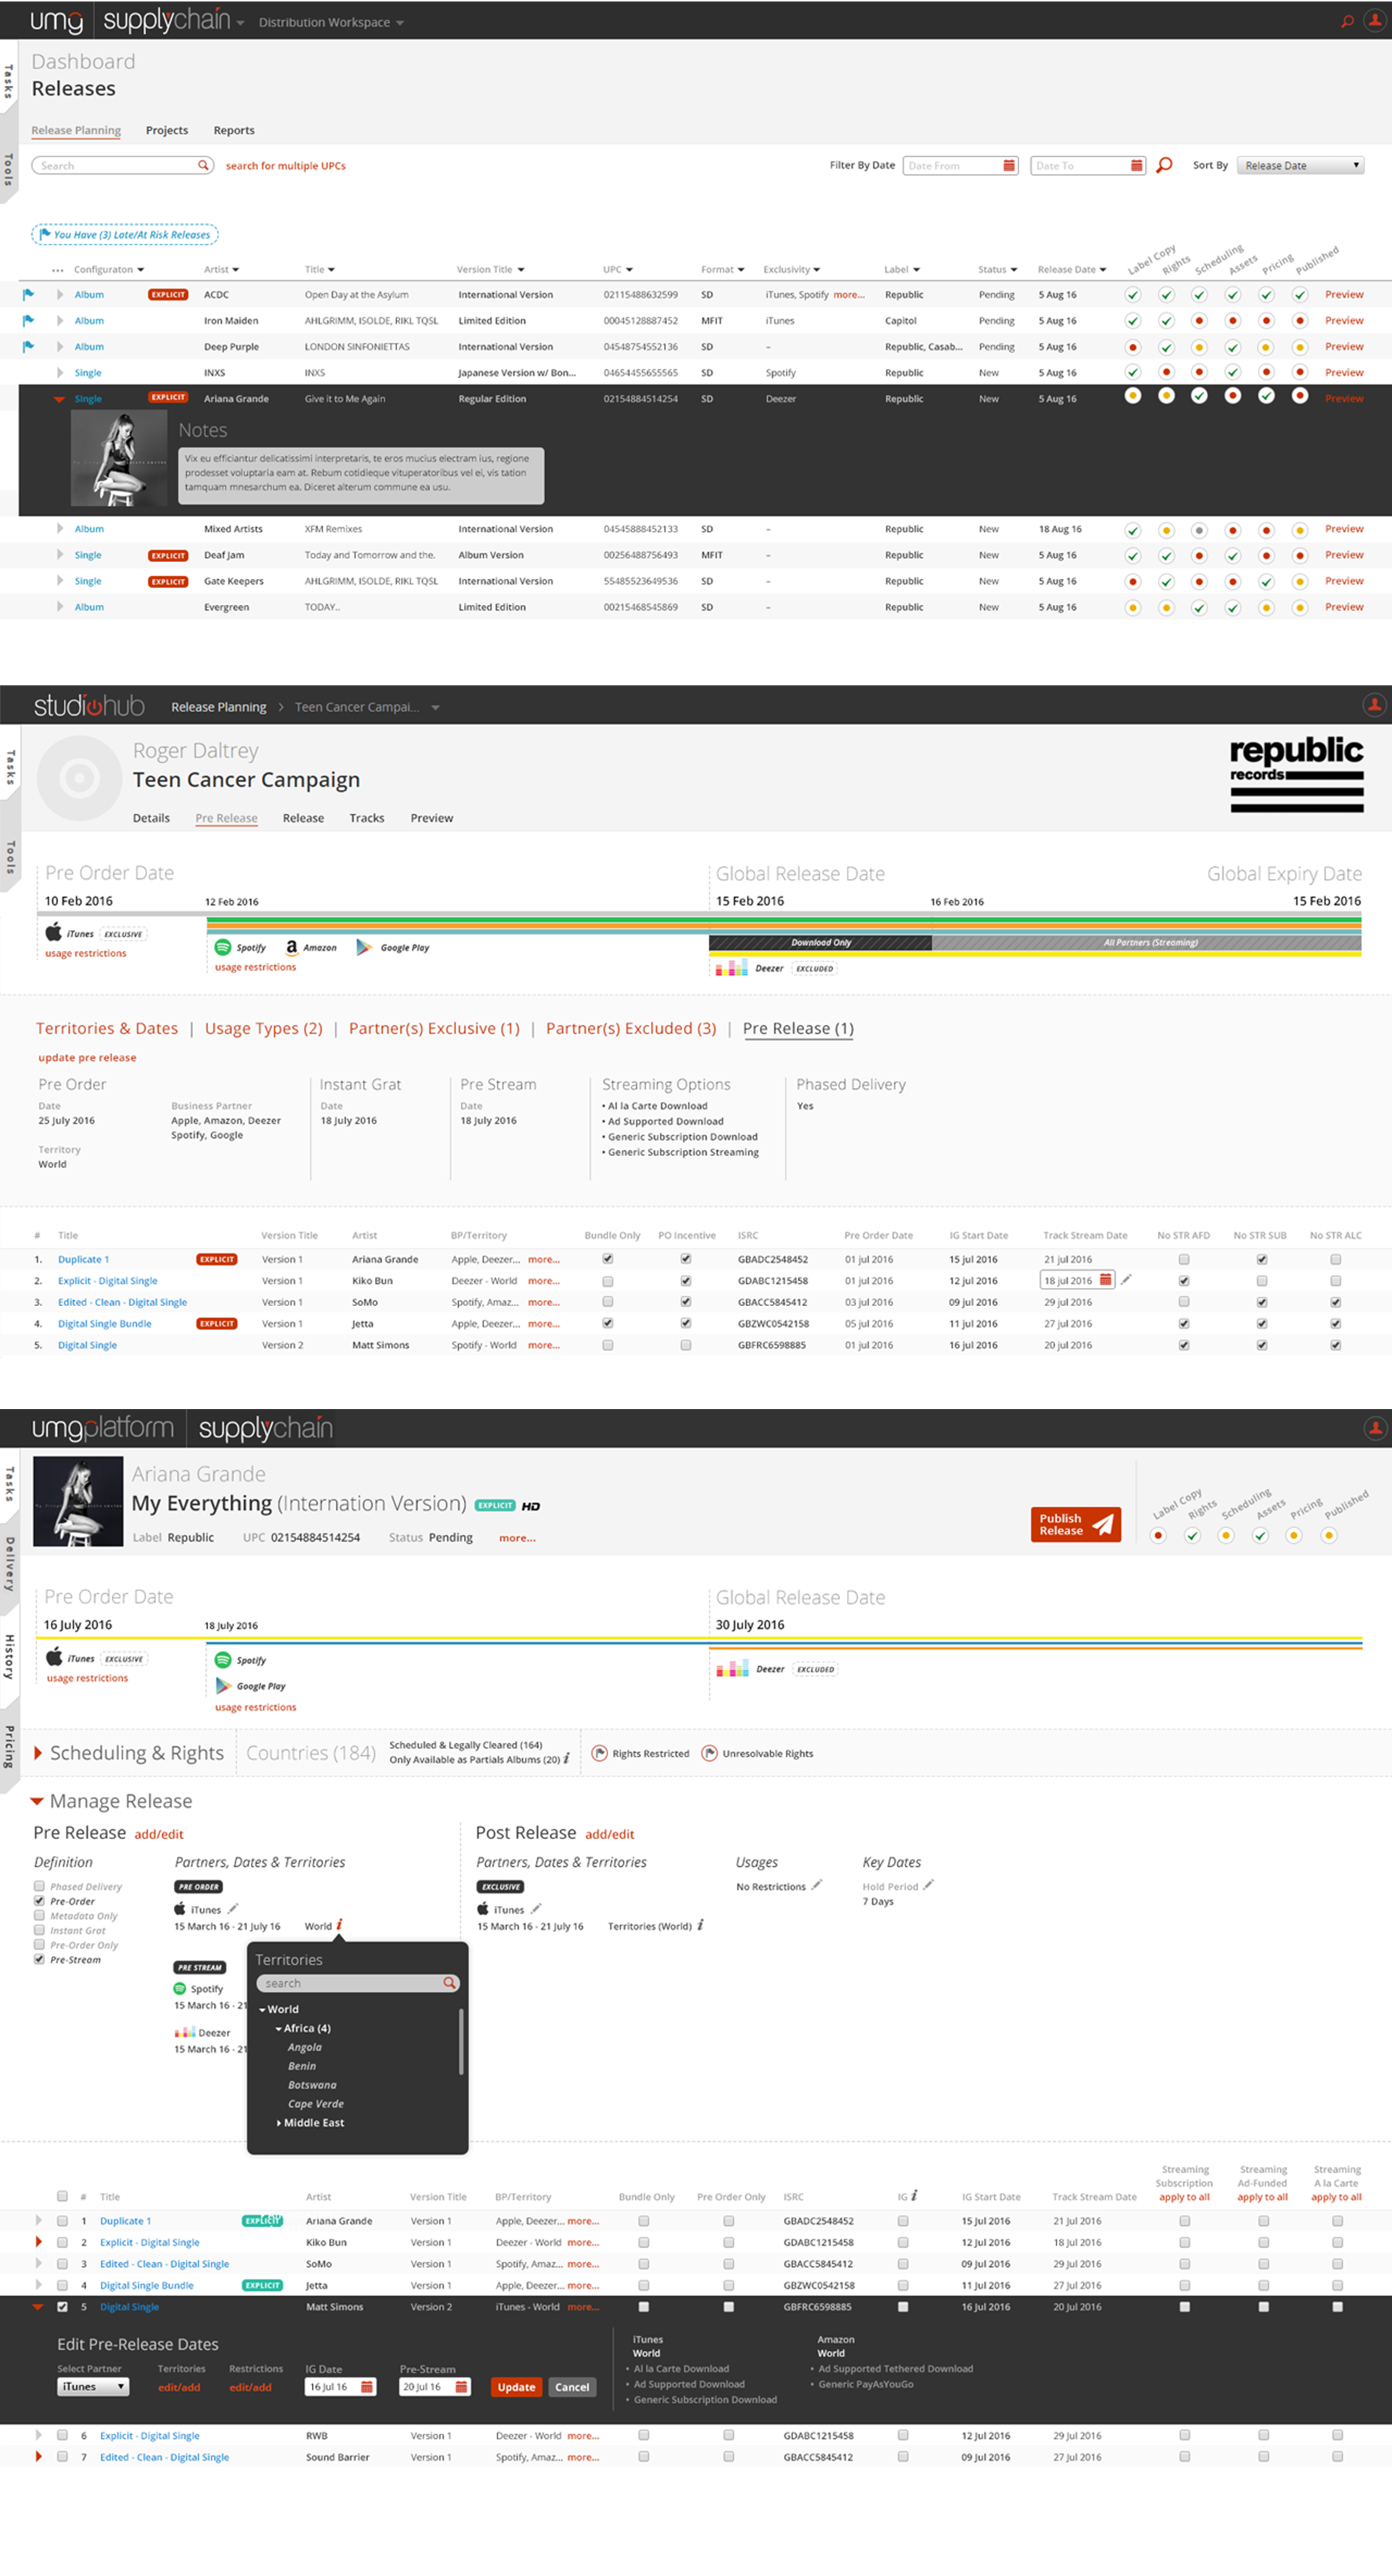 umg supplychain Distribution Workspace
Tasks
Tools
Dashboard
Releases
Release Planning Projects Reports
Search search for multiple UPCs Filter By Date Date From Date To Sort By Release Date
You Have (3) Late/At Risk Releases
... Configuraton Artist Title Version Title UPC Format Exclusivity Label Status Release Date Label Copy Rights Scheduling Assets Pricing Published
Album EXPLICIT ACDC Open Day at the Asylum International Version 02115488632599 SD iTunes, Spotify more... Republic Pending 5 Aug 16 Preview
Album Iron Maiden AHLGRIMM, ISOLDE, RIKL TQSL Limited Edition 00045128887452 MFIT iTunes Capitol Pending 5 Aug 16 Preview
Album Deep Purple LONDON SINFONIETTAS International Version 04548754552136 SD – Republic, Casab... Pending 5 Aug 16 Preview
Single INXS INXS Japanese Version w/ Bon... 04654455655565 SD Spotify Republic New 5 Aug 16 Preview
Single EXPLICIT Ariana Grande Give it to Me Again Regular Edition 02154884514254 SD Deezer Republic New 5 Aug 16 Preview
Notes
Vix eu efficiantur delicatissimi interpretaris, te eros mucius electram ius, regione
prodesset voluptaria eam at. Rebum cotidieque vituperatoribus vel ei, vis tation
tamquam mnesarchum ea. Diceret alterum commune ea usu.
Album Mixed Artists XFM Remixes International Version 04545888452133 SD – Republic New 18 Aug 16 Preview
Single EXPLICIT Deaf Jam Today and Tomorrow and the. Album Version 00256488756493 MFIT – Republic New 5 Aug 16 Preview
Single EXPLICIT Gate Keepers AHLGRIMM, ISOLDE, RIKL TQSL International Version 55485523649536 SD – Republic New 5 Aug 16 Preview
Album Evergreen TODAY.. Limited Edition 00215468545869 SD – Republic New 5 Aug 16 Preview
studiohub Release Planning > Teen Cancer Campai...
Tasks
Tools
Roger Daltrey
Teen Cancer Campaign
republic
records
Details Pre Release Release Tracks Preview
Pre Order Date Global Release Date Global Expiry Date
10 Feb 2016 12 Feb 2016 15 Feb 2016 16 Feb 2016 15 Feb 2016
iTunes EXCLUSIVE Spotify Amazon Google Play Download Only All Partners (Streaming)
usage restrictions usage restrictions Deezer EXCLUDED
Territories & Dates | Usage Types (2) | Partner(s) Exclusive (1) | Partner(s) Excluded (3) | Pre Release (1)
update pre release
Pre Order Instant Grat Pre Stream Streaming Options Phased Delivery
Date Business Partner Date Date • Al la Carte Download Yes
25 July 2016 Apple, Amazon, Deezer 18 July 2016 18 July 2016 • Ad Supported Download
Spotify, Google • Generic Subscription Download
Territory • Generic Subscription Streaming
World
# Title Version Title Artist BP/Territory Bundle Only PO Incentive ISRC Pre Order Date IG Start Date Track Stream Date No STR AFD No STR SUB No STR ALC
1. Duplicate 1 EXPLICIT Version 1 Ariana Grande Apple, Deezer... more... GBADC2548452 01 jul 2016 15 jul 2016 21 jul 2016
2. Explicit - Digital Single Version 1 Kiko Bun Deezer - World more... GDABC1215458 01 jul 2016 12 jul 2016 18 jul 2016
3. Edited - Clean - Digital Single Version 1 SoMo Spotify, Amaz... more... GBACC5845412 03 jul 2016 09 jul 2016 29 jul 2016
4. Digital Single Bundle EXPLICIT Version 1 Jetta Apple, Deezer... more... GBZWC0542158 05 jul 2016 11 jul 2016 27 jul 2016
5. Digital Single Version 2 Matt Simons Spotify - World more... GBFRC6598885 01 jul 2016 16 jul 2016 20 jul 2016
umgplatform supplychain
Tasks
Delivery
History
Pricing
Ariana Grande
My Everything (Internation Version) EXPLICIT HD
Label Republic UPC 02154884514254 Status Pending more...
Publish
Release
Label Copy Rights Scheduling Assets Pricing Published
Pre Order Date Global Release Date
16 July 2016 18 July 2016 30 July 2016
iTunes EXCLUSIVE Spotify Deezer EXCLUDED
usage restrictions Google Play
usage restrictions
Scheduling & Rights Countries (184) Scheduled & Legally Cleared (164) Rights Restricted Unresolvable Rights
Only Available as Partials Albums (20) i
Manage Release
Pre Release add/edit Post Release add/edit
Definition Partners, Dates & Territories Partners, Dates & Territories Usages Key Dates
Phased Delivery PRE ORDER EXCLUSIVE No Restrictions Hold Period
Pre-Order iTunes iTunes 7 Days
Metadata Only 15 March 16 - 21 July 16 World i 15 March 16 - 21 July 16 Territories (World) i
Instant Grat
Pre-Order Only
Pre-Stream PRE STREAM
Spotify
15 March 16 - 21
Deezer
15 March 16 - 21
Territories
search
World
Africa (4)
Angola
Benin
Botswana
Cape Verde
Middle East
# Title Artist Version Title BP/Territory Bundle Only Pre Order Only ISRC IG i IG Start Date Track Stream Date Streaming Subscription apply to all Streaming Ad-Funded apply to all Streaming A la Carte apply to all
1 Duplicate 1 EXPLICIT Ariana Grande Version 1 Apple, Deezer... more... GBADC2548452 15 Jul 2016 21 Jul 2016
2 Explicit - Digital Single Kiko Bun Version 1 Deezer - World more... GDABC1215458 12 Jul 2016 18 Jul 2016
3 Edited - Clean - Digital Single SoMo Version 1 Spotify, Amaz... more... GBACC5845412 09 Jul 2016 29 Jul 2016
4 Digital Single Bundle EXPLICIT Jetta Version 1 Apple, Deezer... more... GBZWC0542158 11 Jul 2016 27 Jul 2016
5 Digital Single Matt Simons Version 2 iTunes - World more... GBFRC6598885 16 Jul 2016 20 Jul 2016
Edit Pre-Release Dates
Select Partner Territories Restrictions IG Date Pre-Stream
iTunes edit/add edit/add 16 Jul 16 20 Jul 16 Update Cancel
iTunes Amazon
World World
• Al la Carte Download • Ad Supported Tethered Download
• Ad Supported Download • Generic PayAsYouGo
• Generic Subscription Download
6 Explicit - Digital Single RWB Version 1 Deezer - World more... GDABC1215458 12 Jul 2016 29 Jul 2016
7 Edited - Clean - Digital Single Sound Barrier Version 1 Spotify, Amaz... more... GBACC5845412 09 Jul 2016 27 Jul 2016